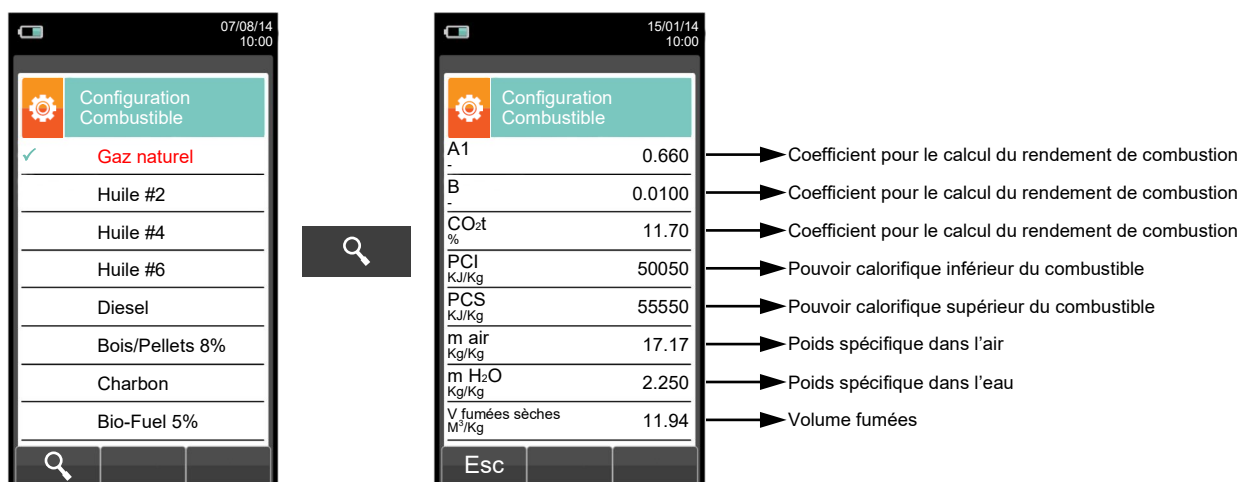 07/08/14
10:00
Configuration
Combustible
✓ Gaz naturel
Huile #2
Huile #4
Huile #6
Diesel
Bois/Pellets 8%
Charbon
Bio-Fuel 5%
15/01/14
10:00
Configuration
Combustible
A1
-
0.660
Coefficient pour le calcul du rendement de combustion
B
-
0.0100
Coefficient pour le calcul du rendement de combustion
CO₂t
%
11.70
Coefficient pour le calcul du rendement de combustion
PCI
KJ/Kg
50050
Pouvoir calorifique inférieur du combustible
PCS
KJ/Kg
55550
Pouvoir calorifique supérieur du combustible
m air
Kg/Kg
17.17
Poids spécifique dans l’air
m H₂O
Kg/Kg
2.250
Poids spécifique dans l’eau
V fumées sèches
M³/Kg
11.94
Volume fumées
Esc